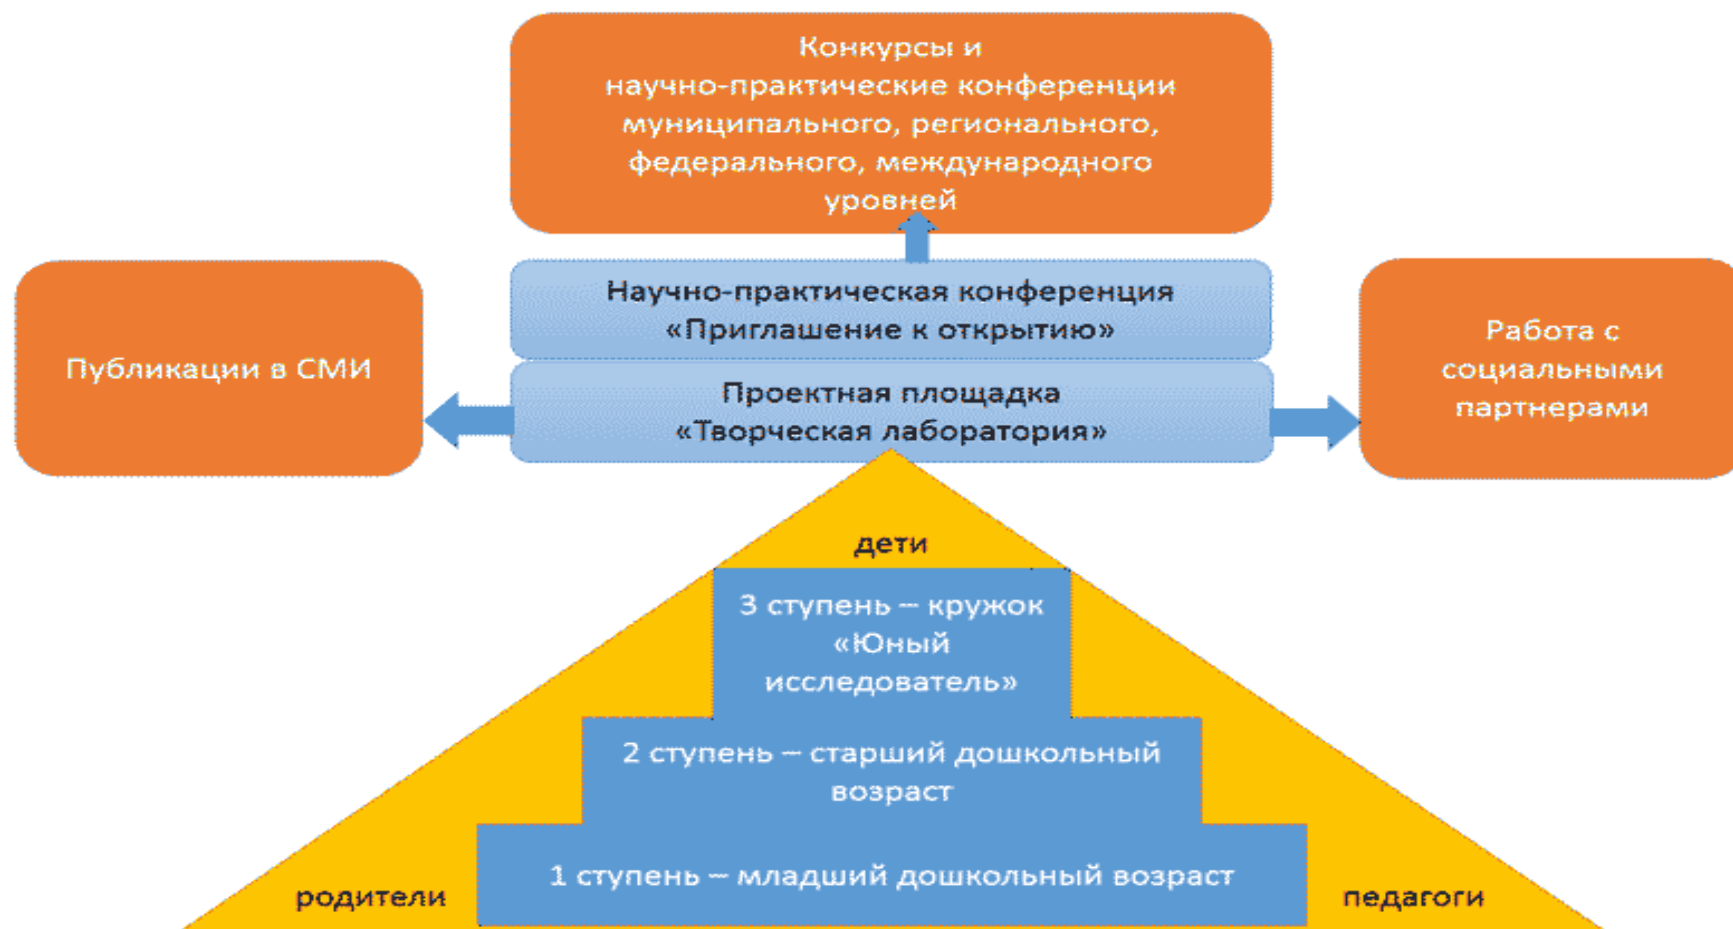 Конкурсы и
научно-практические конференции
муниципального, регионального,
федерального, международного
уровней
Научно-практическая конференция
«Приглашение к открытию»
Публикации в СМИ
Проектная площадка
«Творческая лаборатория»
Работа с
социальными
партнерами
дети
3 ступень – кружок
«Юный
исследователь»
2 ступень – старший дошкольный
возраст
1 ступень – младший дошкольный возраст
родители
педагоги